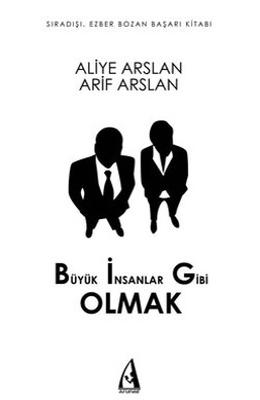 SIRADIŞI, EZBER BOZAN BAŞARI KİTABI
ALİYE ARSLAN
ARİF ARSLAN
BÜYÜK İNSANLAR GİBİ
OLMAK